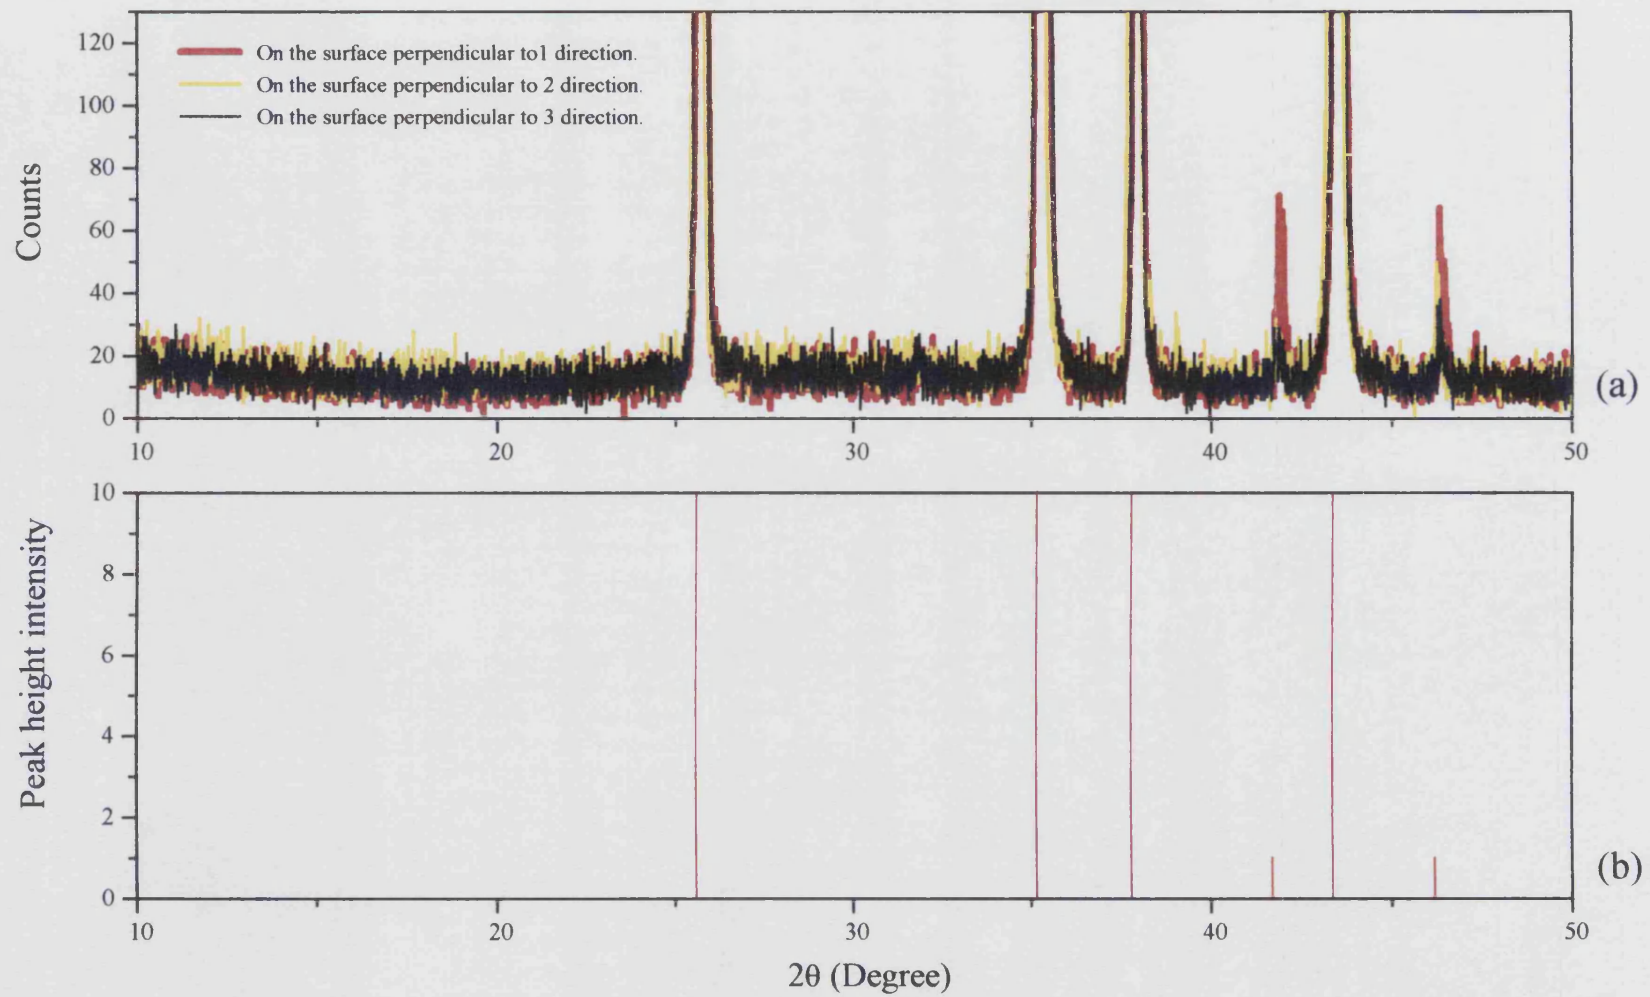 120
100
80
60
40
20
0
Counts
On the surface perpendicular to1 direction.
On the surface perpendicular to 2 direction.
On the surface perpendicular to 3 direction.
(a)
10 20 30 40 50
10
8
6
4
2
0
Peak height intensity
(b)
10 20 30 40 50
2θ (Degree)